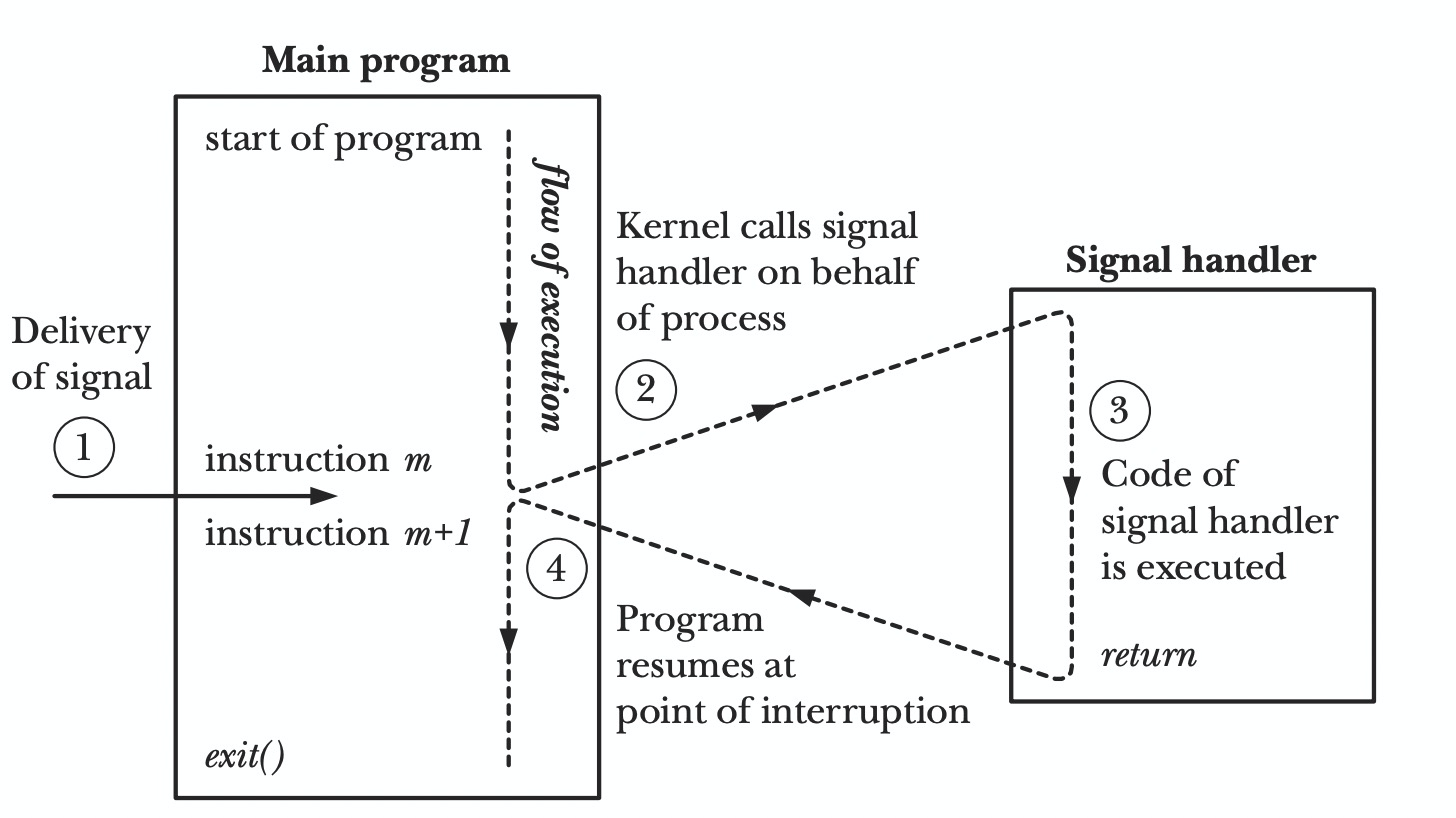 Main program
start of program
flow of execution
Kernel calls signal
handler on behalf
of process
2
Signal handler
Delivery
of signal
1
3
Code of
signal handler
is executed
return
instruction m
instruction m+1
4
Program
resumes at
point of interruption
exit()